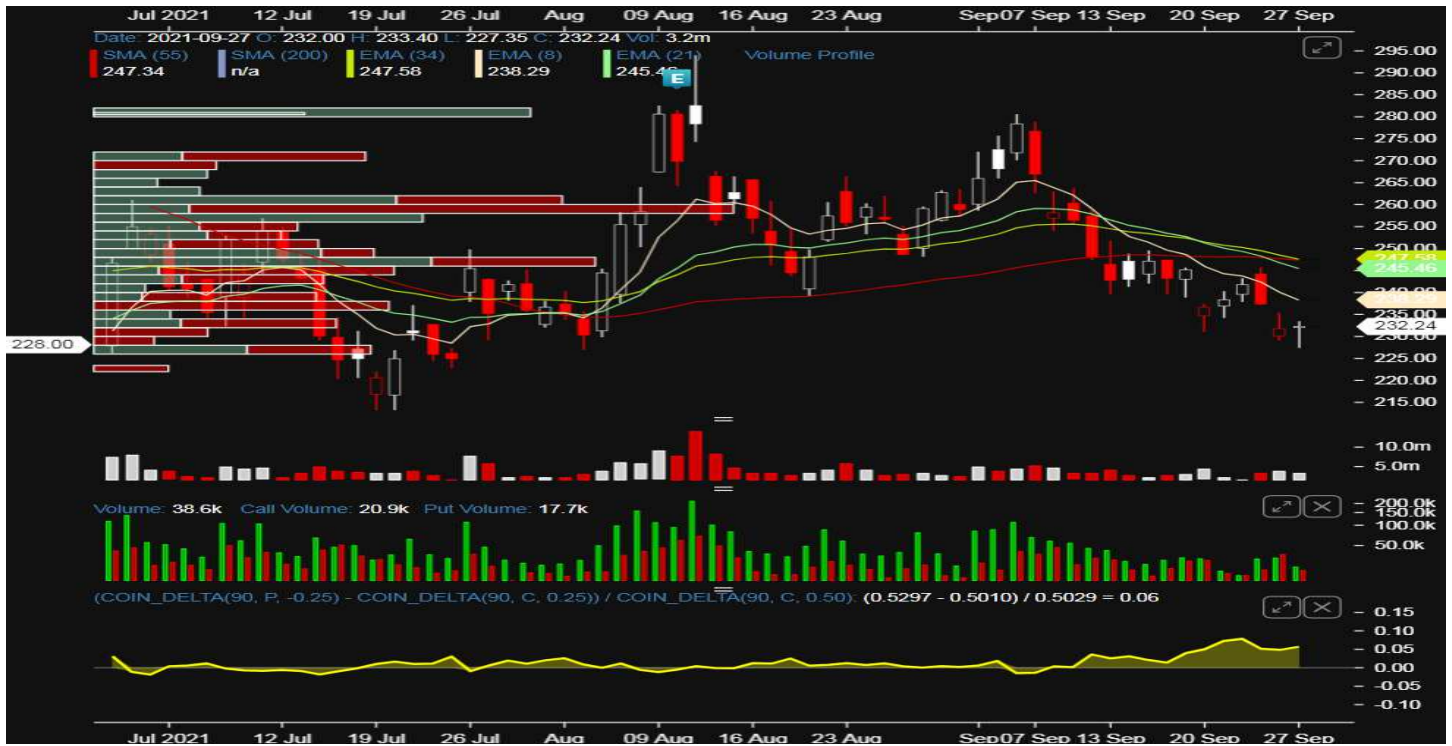 Jul 2021 12 Jul 19 Jul 26 Jul Aug 09 Aug 16 Aug 23 Aug Sep 07 Sep 13 Sep 20 Sep 27 Sep
Date: 2021-09-27 O: 232.00 H: 233.40 L: 227.35 C: 232.24 Vol: 3.2m
SMA (55) SMA (200) EMA (34) EMA (8) EMA (21) Volume Profile
247.34 n/a 247.58 238.29 245.46
E
295.00
290.00
285.00
280.00
275.00
270.00
265.00
260.00
255.00
250.00
247.58
245.46
240.00
238.29
235.00
232.24
230.00
228.00
225.00
220.00
215.00
10.0m
5.0m
Volume: 38.6k Call Volume: 20.9k Put Volume: 17.7k
200.0k
150.0k
100.0k
50.0k
(COIN_DELTA(90, P, -0.25) - COIN_DELTA(90, C, 0.25)) / COIN_DELTA(90, C, 0.50): (0.5297 - 0.5010) / 0.5029 = 0.06
0.15
0.10
0.05
0.00
-0.05
-0.10
Jul 2021 12 Jul 19 Jul 26 Jul Aug 09 Aug 16 Aug 23 Aug Sep 07 Sep 13 Sep 20 Sep 27 Sep